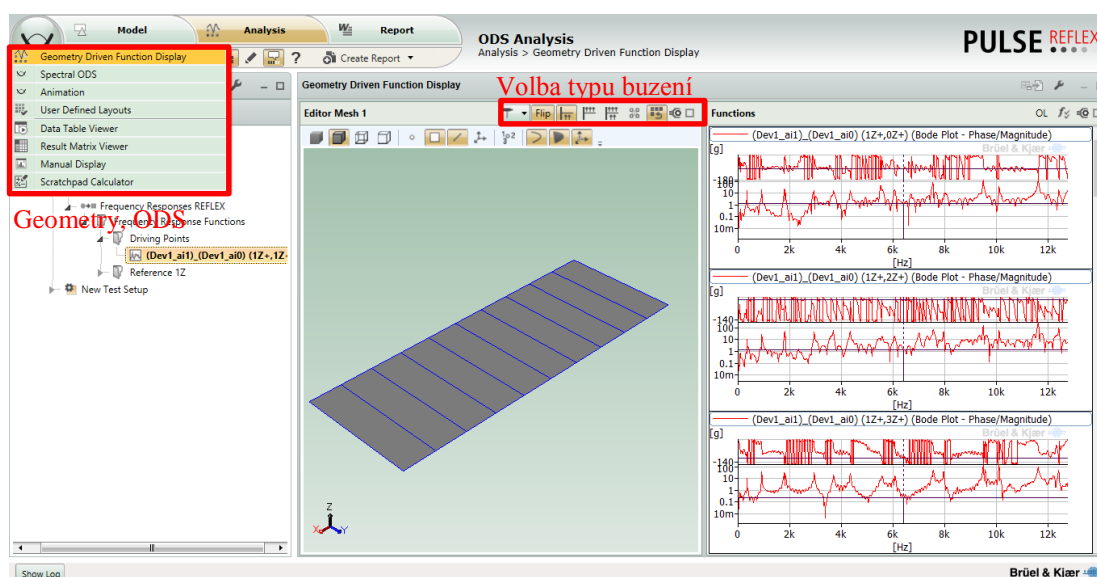 Model
Analysis
Report
ODS Analysis
Analysis > Geometry Driven Function Display
PULSE REFLEX
Geometry Driven Function Display
Spectral ODS
Animation
User Defined Layouts
Data Table Viewer
Result Matrix Viewer
Manual Display
Scratchpad Calculator
? Create Report
Geometry, ODS
Frequency Responses REFLEX
Frequency Response Functions
Driving Points
(Dev1_ai1)_(Dev1_ai0) (1Z+,1Z-
Reference 1Z
New Test Setup
Geometry Driven Function Display
Volba typu buzení
Editor Mesh 1
Flip
Z
X
Y
Functions
OL
(Dev1_ai1)_(Dev1_ai0) (1Z+,0Z+) (Bode Plot - Phase/Magnitude)
[g]
Brüel & Kjær
-180
100
10
1
0.1
10m
0 2k 4k 6k 8k 10k 12k
[Hz]
(Dev1_ai1)_(Dev1_ai0) (1Z+,2Z+) (Bode Plot - Phase/Magnitude)
[g]
Brüel & Kjær
-140
100
10
1
0.1
10m
0 2k 4k 6k 8k 10k 12k
[Hz]
(Dev1_ai1)_(Dev1_ai0) (1Z+,3Z+) (Bode Plot - Phase/Magnitude)
[g]
Brüel & Kjær
-140
100
10
1
0.1
10m
0 2k 4k 6k 8k 10k 12k
[Hz]
Show Log
Brüel & Kjær